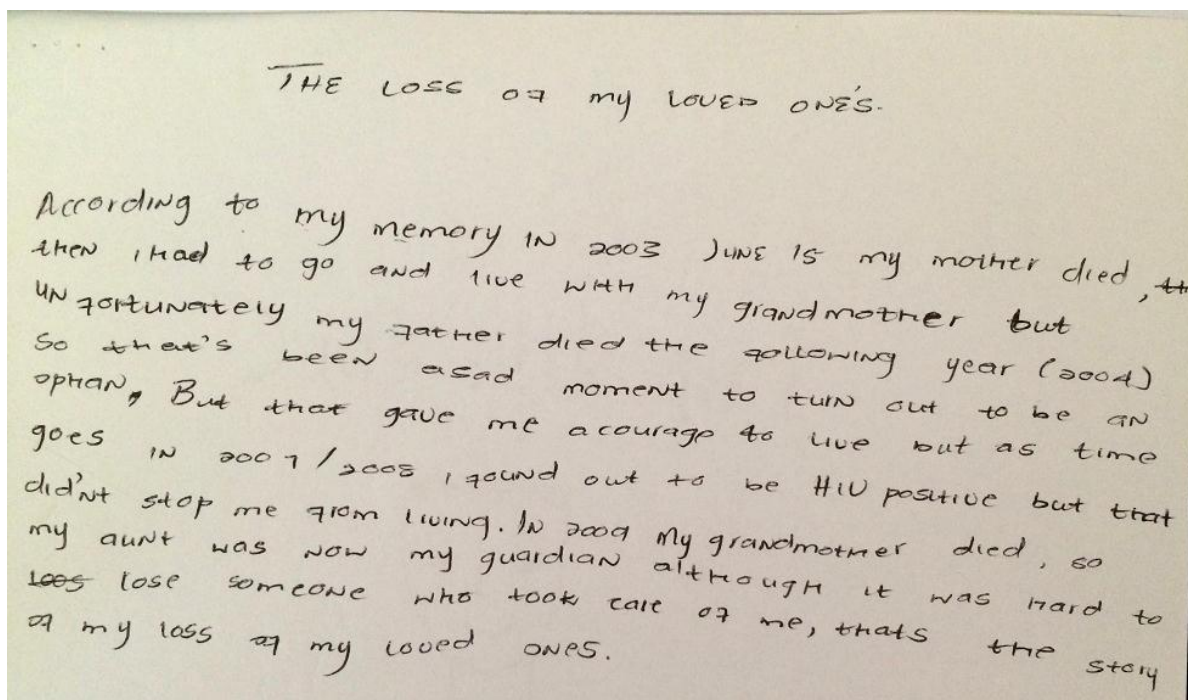 THE LOSS OF my LOVED ONE'S.
According to my memory IN 2003 JUNE 15 my mother died,
then i had to go and live with my grandmother but
UNfortunately my father died the following year (2004)
So that's been asad moment to turn out to be an
ophan, But that gave me acourage to live but as time
goes IN 2007/2008 i found out to be HIV positive but that
did'nt stop me from living. IN 2009 My grandmother died, so
my aunt was now my guardian although it was hard to
lose someone who took care of me, thats the story
of my loss of my loved ones.